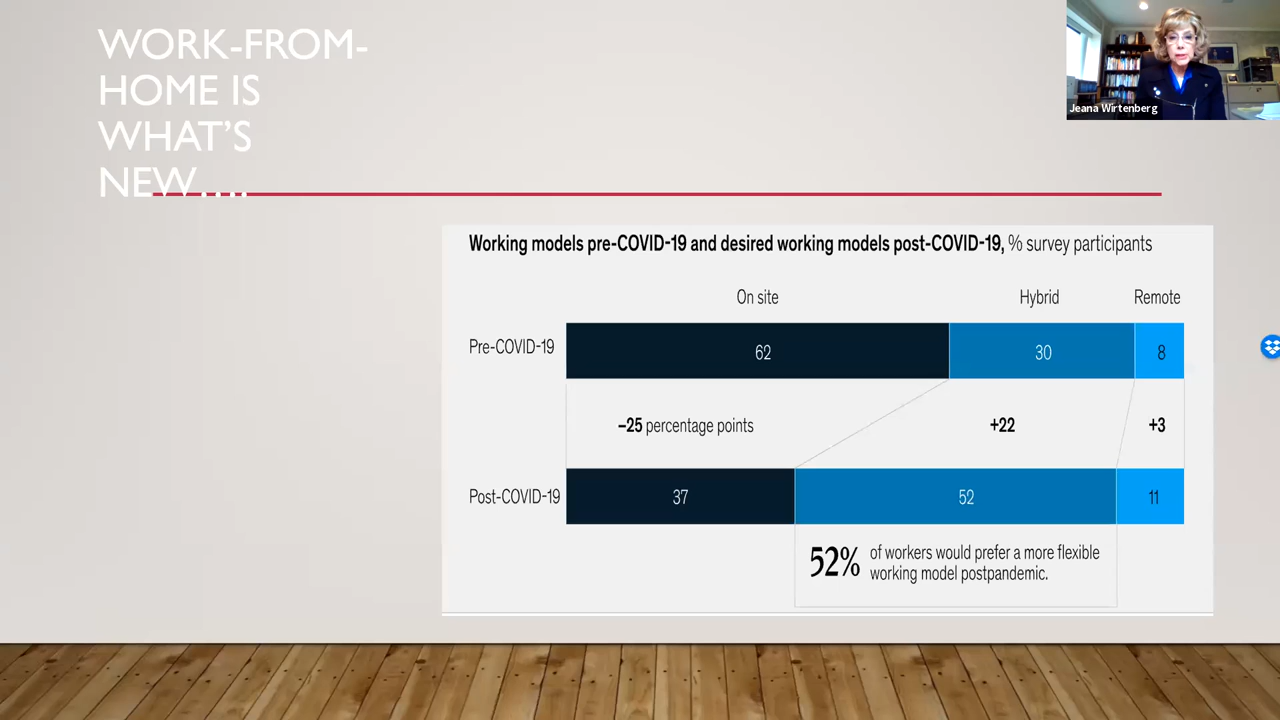 WORK-FROM-
HOME IS
WHAT'S
NEW....
Jeana Wirtenberg
Working models pre-COVID-19 and desired working models post-COVID-19, % survey participants
On site Hybrid Remote
Pre-COVID-19 62 30 8
–25 percentage points +22 +3
Post-COVID-19 37 52 11
52% of workers would prefer a more flexible
working model postpandemic.